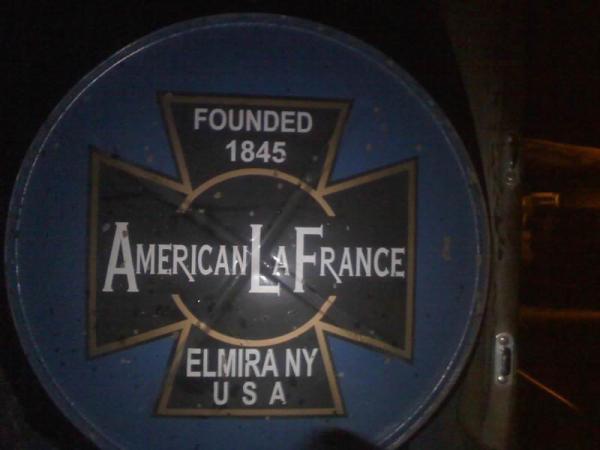 FOUNDED
1845
AMERICAN LAFRANCE
ELMIRA NY
USA